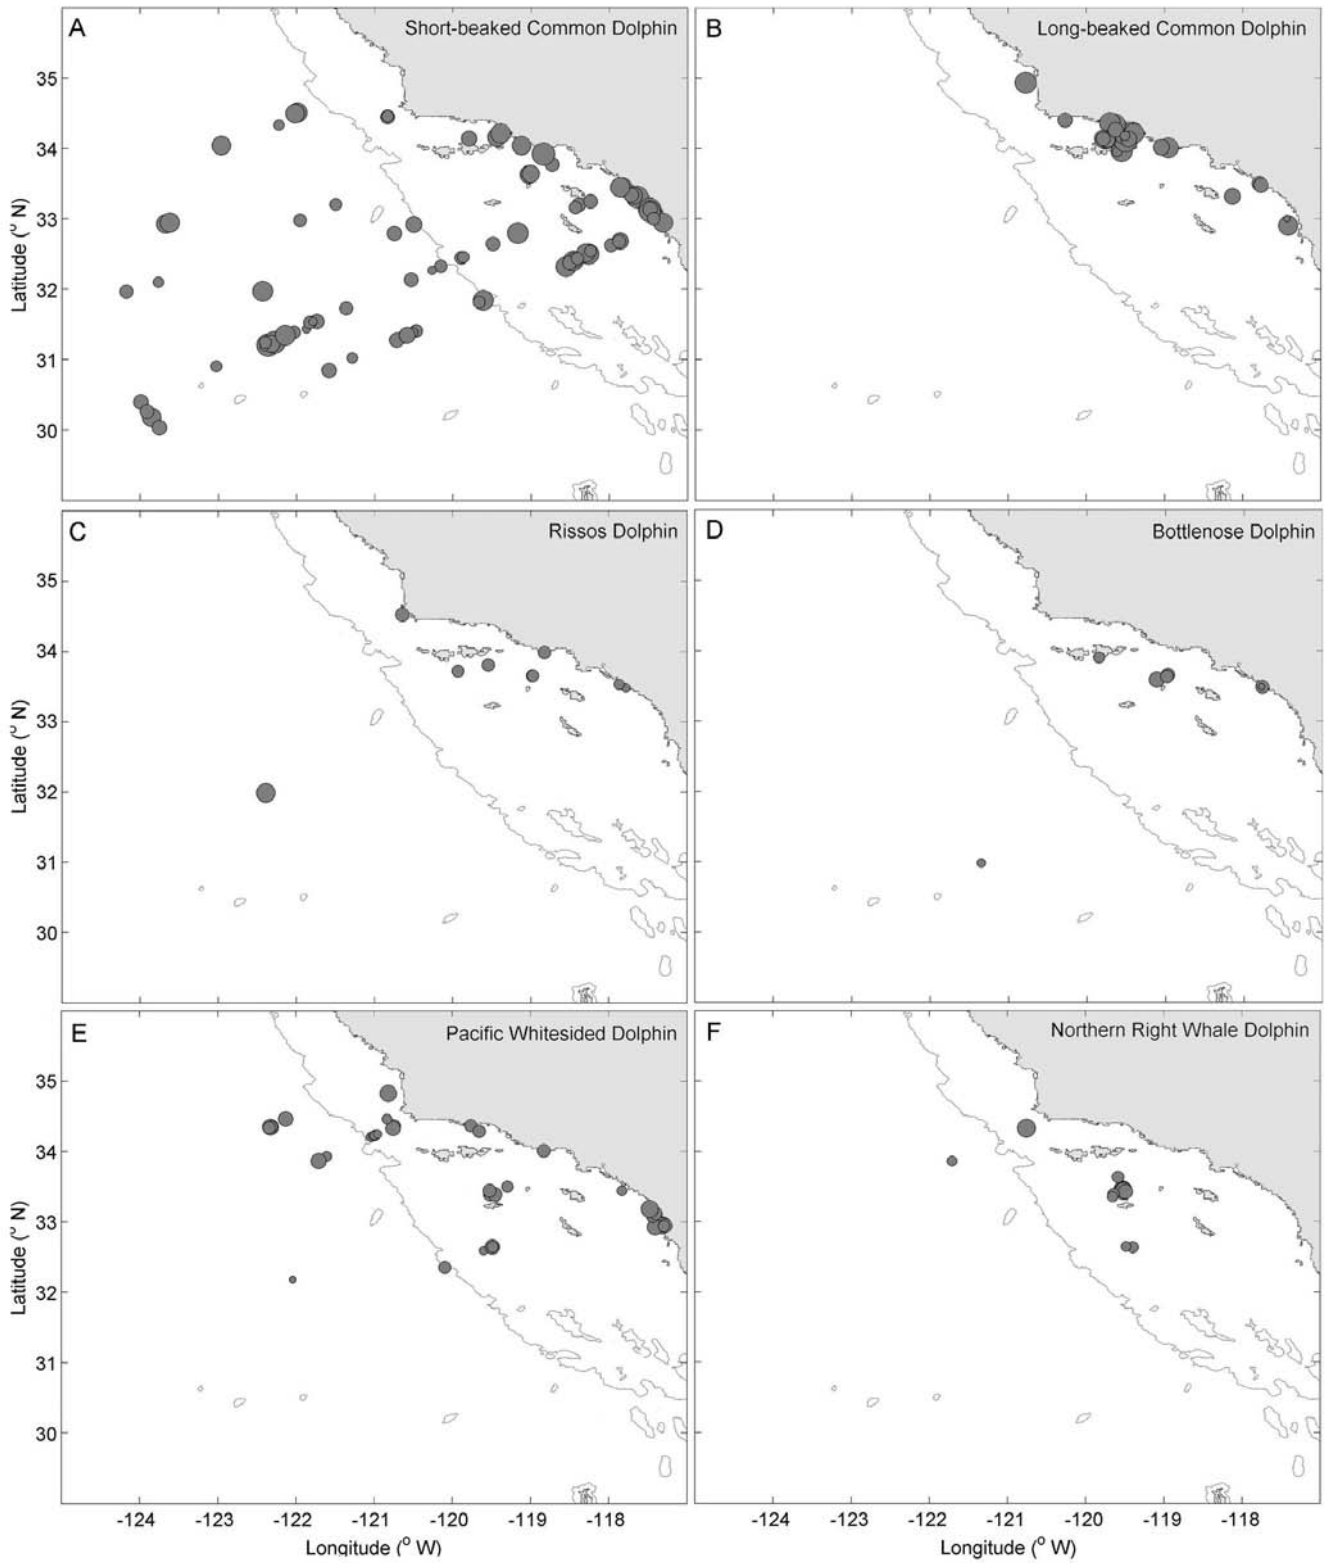 A
Short-beaked Common Dolphin
B
Long-beaked Common Dolphin
35
34
33
32
31
30
Latitude (° N)
C
Rissos Dolphin
D
Bottlenose Dolphin
35
34
33
32
31
30
Latitude (° N)
E
Pacific Whitesided Dolphin
F
Northern Right Whale Dolphin
35
34
33
32
31
30
Latitude (° N)
-124 -123 -122 -121 -120 -119 -118
-124 -123 -122 -121 -120 -119 -118
Longitude (° W)
Longitude (° W)